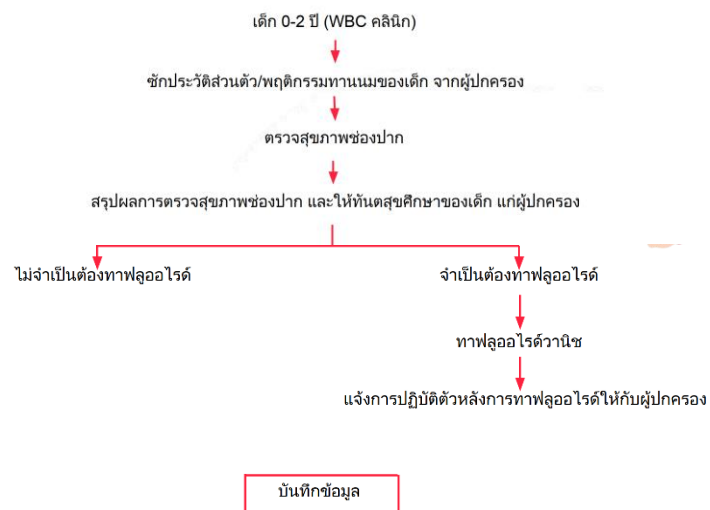 เด็ก 0-2 ปี (WBC คลินิก)
ซักประวัติส่วนตัว/พฤติกรรมทานนมของเด็ก จากผู้ปกครอง
ตรวจสุขภาพช่องปาก
สรุปผลการตรวจสุขภาพช่องปาก และให้ทันตสุขศึกษาของเด็ก แก่ผู้ปกครอง
ไม่จำเป็นต้องทาฟลูออไรด์
จำเป็นต้องทาฟลูออไรด์
ทาฟลูออไรด์วานิช
แจ้งการปฏิบัติตัวหลังการทาฟลูออไรด์ให้กับผู้ปกครอง
บันทึกข้อมูล